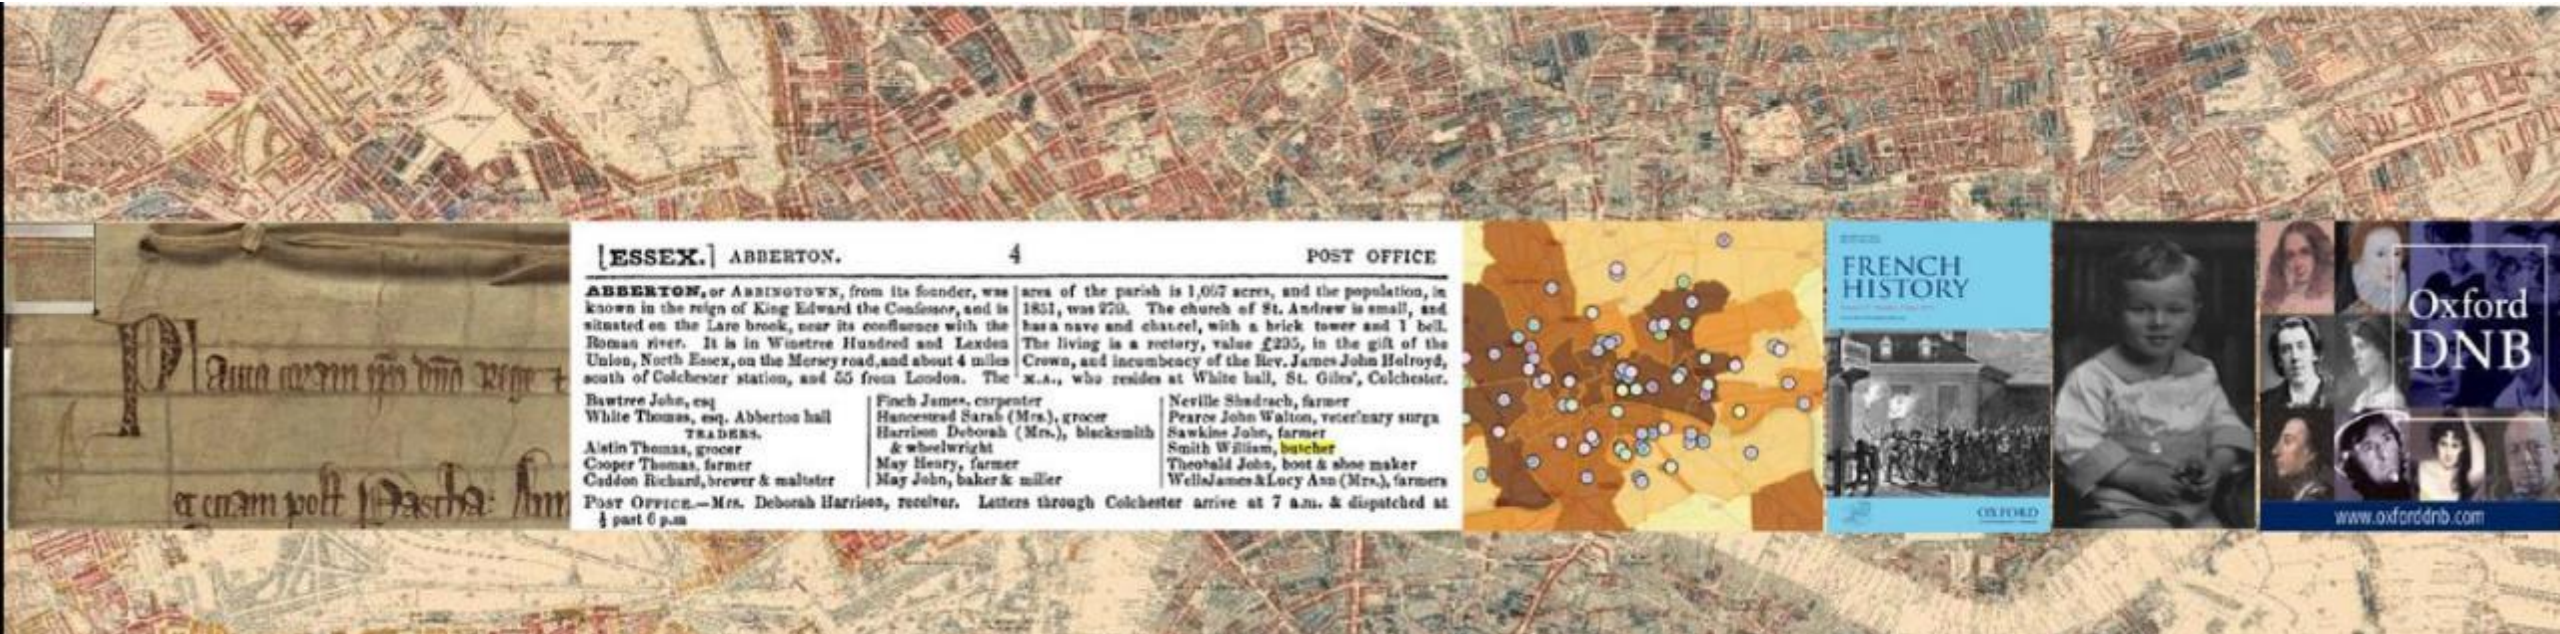 [ESSEX.] ABBERTON. 4 POST OFFICE
ABBERTON, or ABBINGTOWN, from its founder, was
known in the reign of King Edward the Confessor, and is
situated on the Lare brook, near its confluence with the
Roman river. It is in Winstree Hundred and Lexden
Union, North Essex, on the Mersey road, and about 4 miles
south of Colchester station, and 55 from London. The
area of the parish is 1,067 acres, and the population, in
1851, was 270. The church of St. Andrew is small, and
has a nave and chancel, with a brick tower and 1 bell.
The living is a rectory, value £295, in the gift of the
Crown, and incumbency of the Rev. James John Holroyd,
M.A., who resides at White hall, St. Giles', Colchester.
Bawtree John, esq
White Thomas, esq. Abberton hall
TRADERS.
Alstin Thomas, grocer
Cooper Thomas, farmer
Cuddon Richard, brewer & maltster
Finch James, carpenter
Hancestead Sarah (Mrs.), grocer
Harrison Deborah (Mrs.), blacksmith
& wheelwright
May Henry, farmer
May John, baker & miller
Neville Shadrach, farmer
Pearce John Walton, veterinary surgn
Sawkins John, farmer
Smith William, butcher
Theobald John, boot & shoe maker
Wells James & Lucy Ann (Mrs.), farmers
POST OFFICE.—Mrs. Deborah Harrison, receiver. Letters through Colchester arrive at 7 a.m. & dispatched at
½ past 6 p.m
FRENCH
HISTORY
OXFORD
Oxford
DNB
www.oxforddnb.com